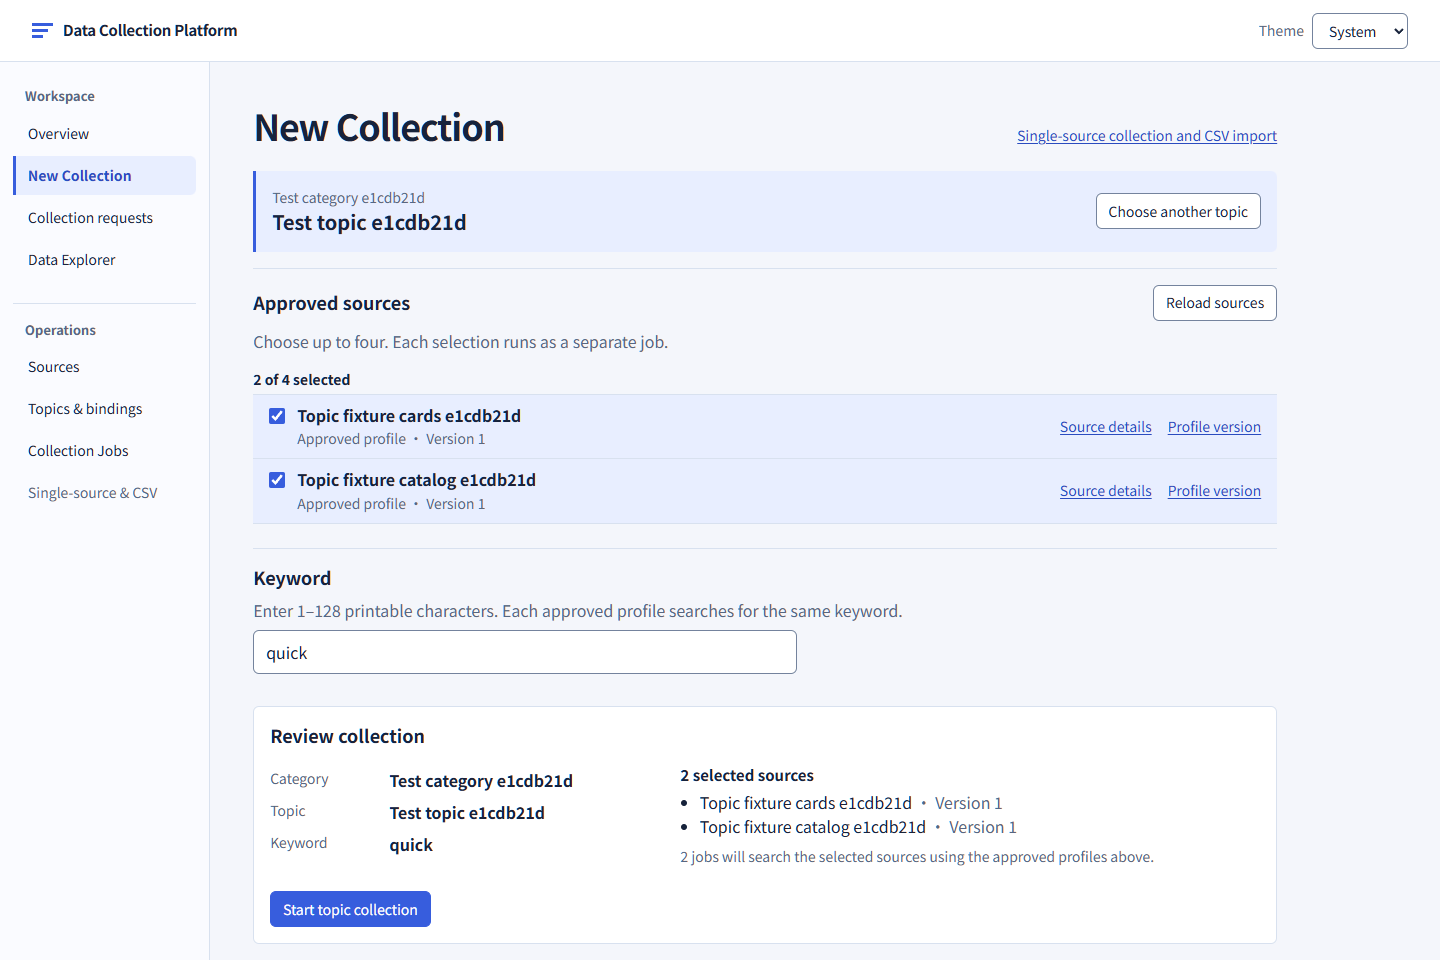 Data Collection Platform
Theme
System
Workspace
Overview
New Collection
Collection requests
Data Explorer
Operations
Sources
Topics & bindings
Collection Jobs
Single-source & CSV
New Collection
Single-source collection and CSV import
Test category e1cdb21d
Test topic e1cdb21d
Choose another topic
Approved sources
Reload sources
Choose up to four. Each selection runs as a separate job.
2 of 4 selected
Topic fixture cards e1cdb21d
Approved profile • Version 1
Source details Profile version
Topic fixture catalog e1cdb21d
Approved profile • Version 1
Source details Profile version
Keyword
Enter 1–128 printable characters. Each approved profile searches for the same keyword.
quick
Review collection
Category Test category e1cdb21d
Topic Test topic e1cdb21d
Keyword quick
2 selected sources
• Topic fixture cards e1cdb21d • Version 1
• Topic fixture catalog e1cdb21d • Version 1
2 jobs will search the selected sources using the approved profiles above.
Start topic collection